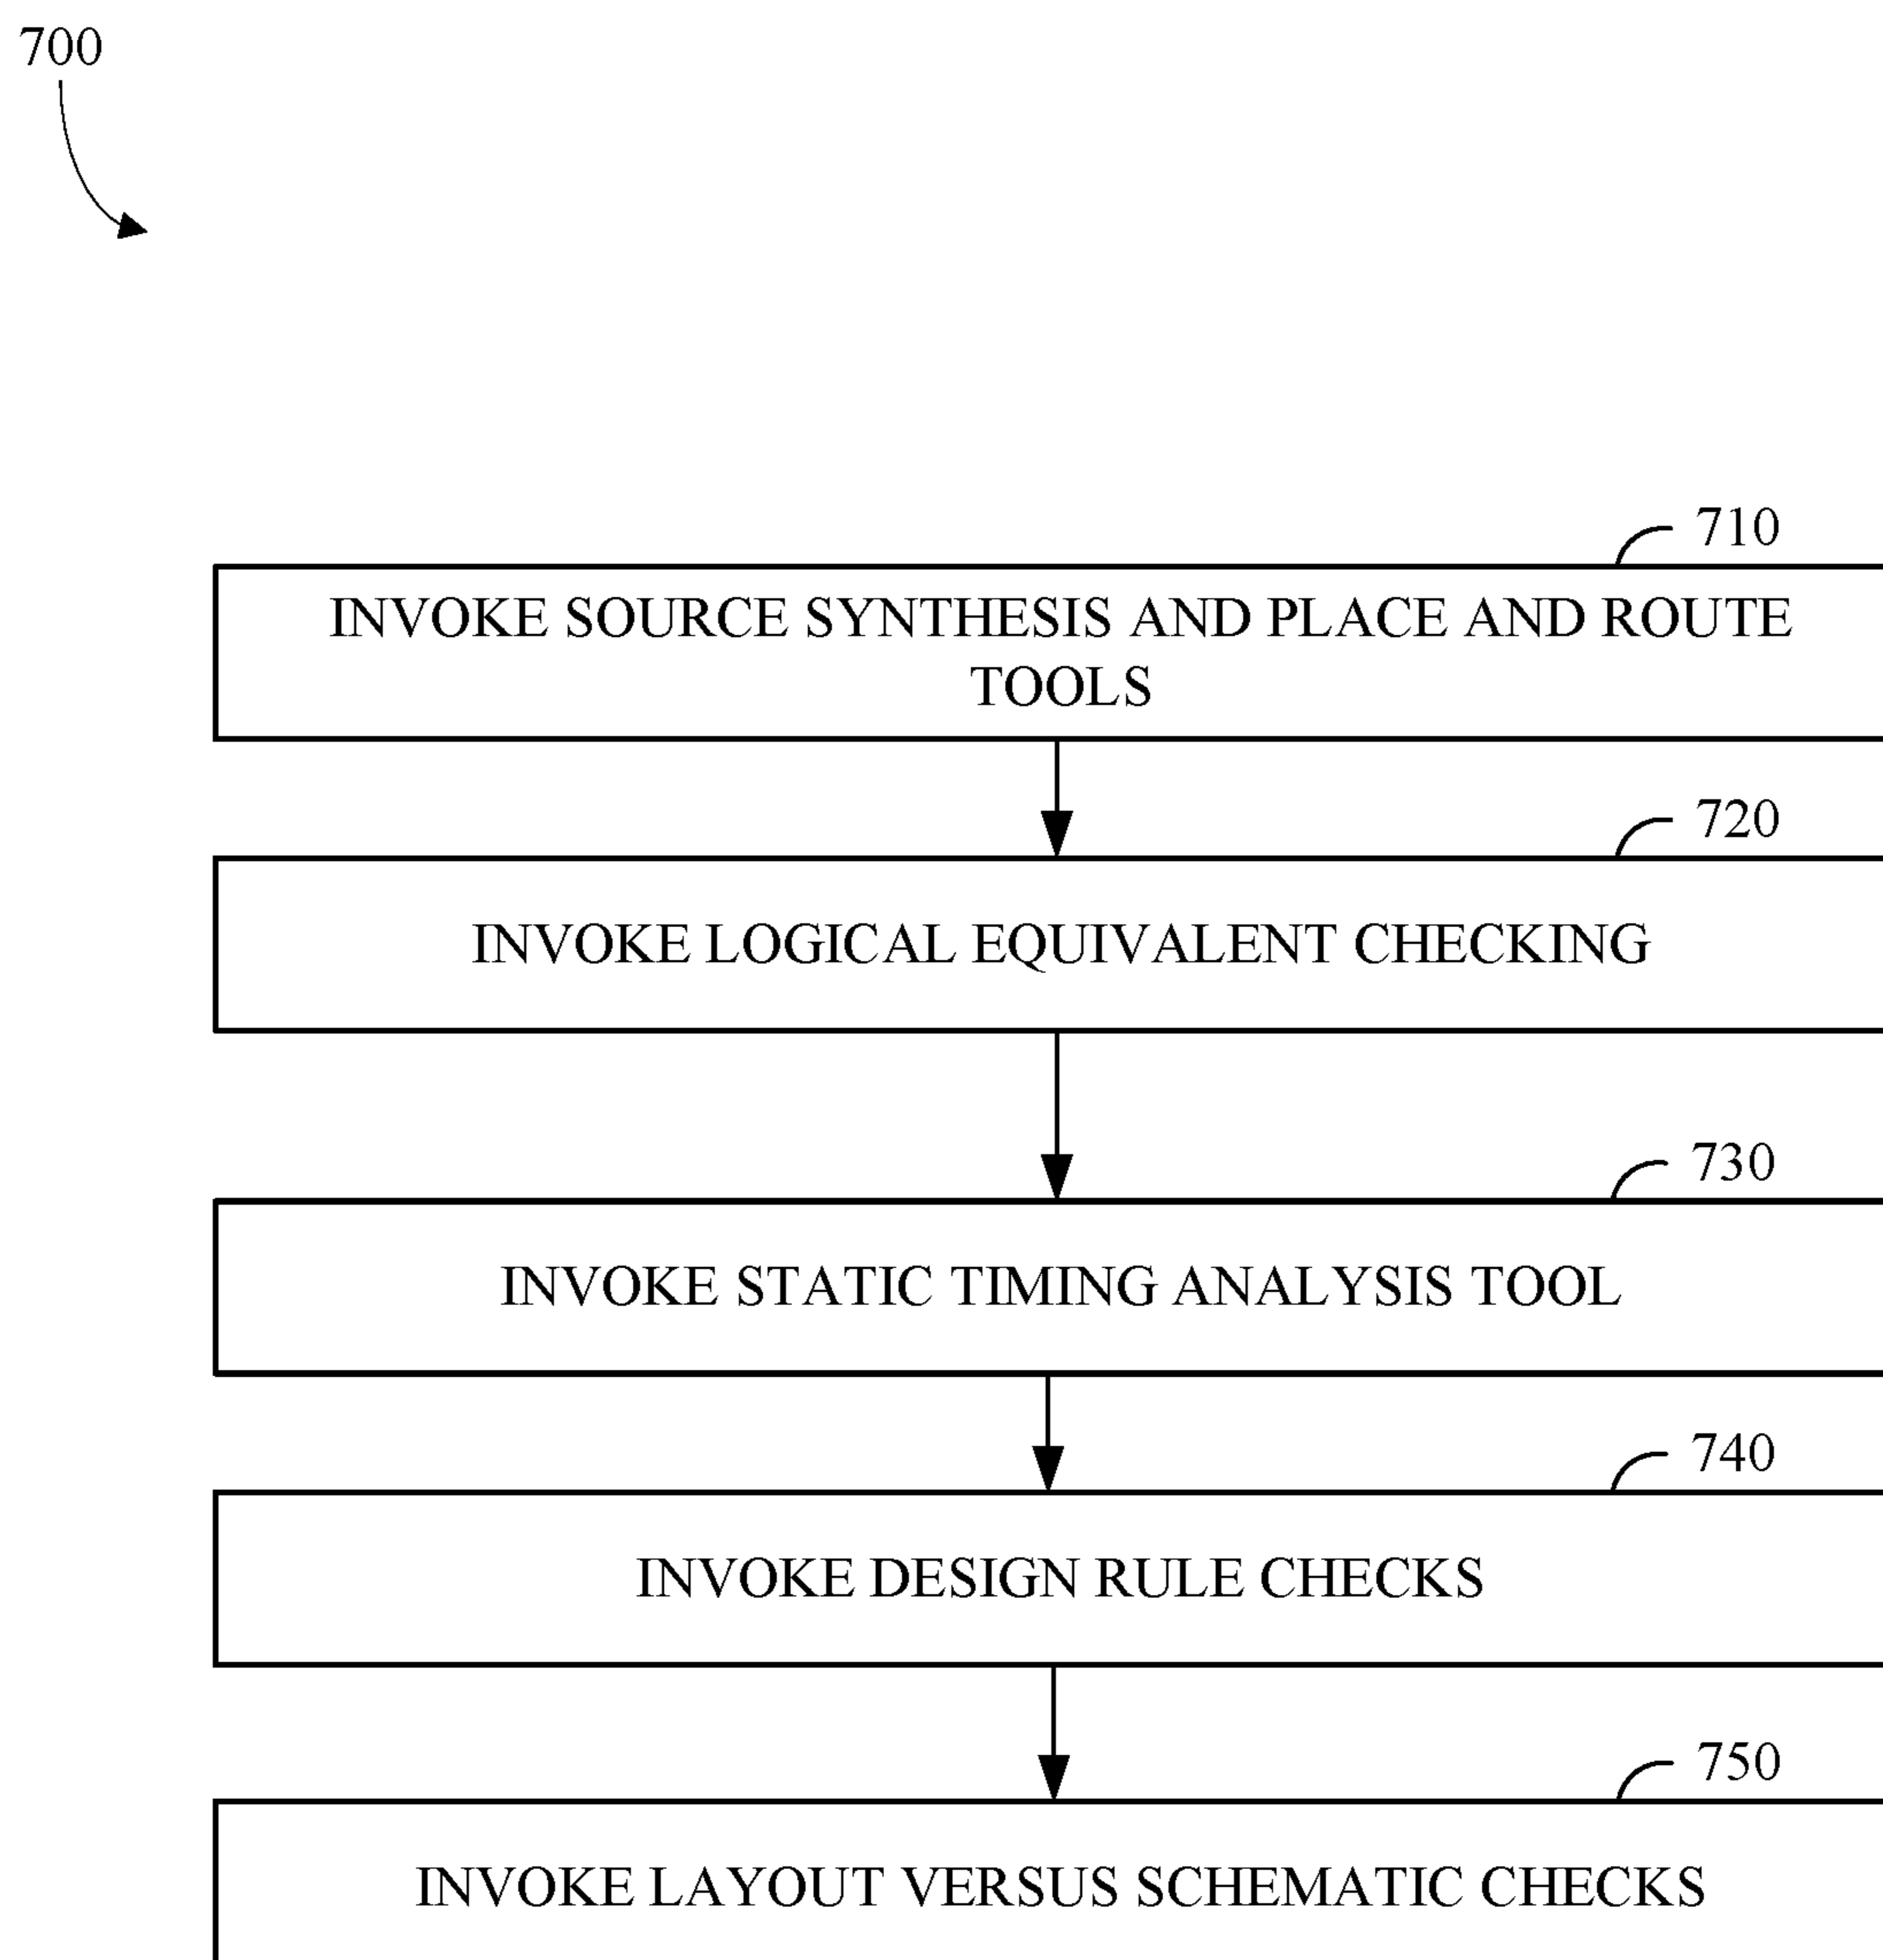 700
710
INVOKE SOURCE SYNTHESIS AND PLACE AND ROUTE
TOOLS
720
INVOKE LOGICAL EQUIVALENT CHECKING
730
INVOKE STATIC TIMING ANALYSIS TOOL
740
INVOKE DESIGN RULE CHECKS
750
INVOKE LAYOUT VERSUS SCHEMATIC CHECKS